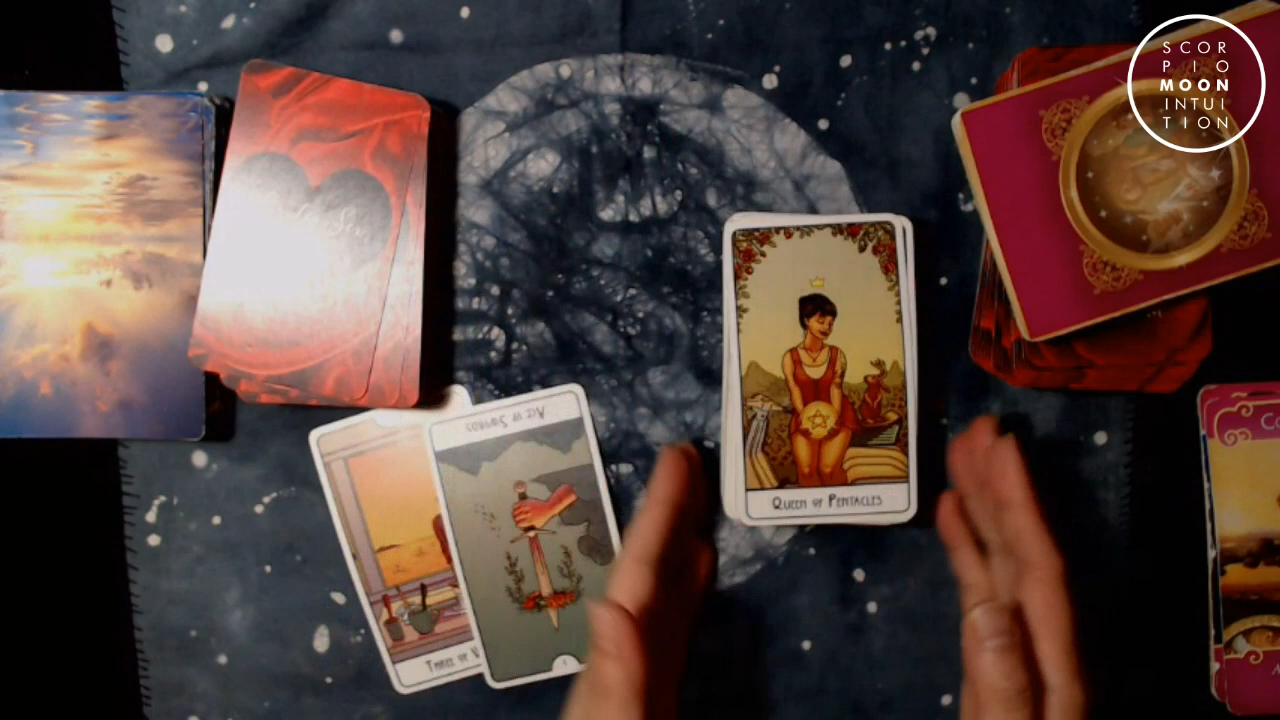 SCOR
PIO
MOON
INTUI
TION
Ace of Swords
Queen of Pentacles
Three of